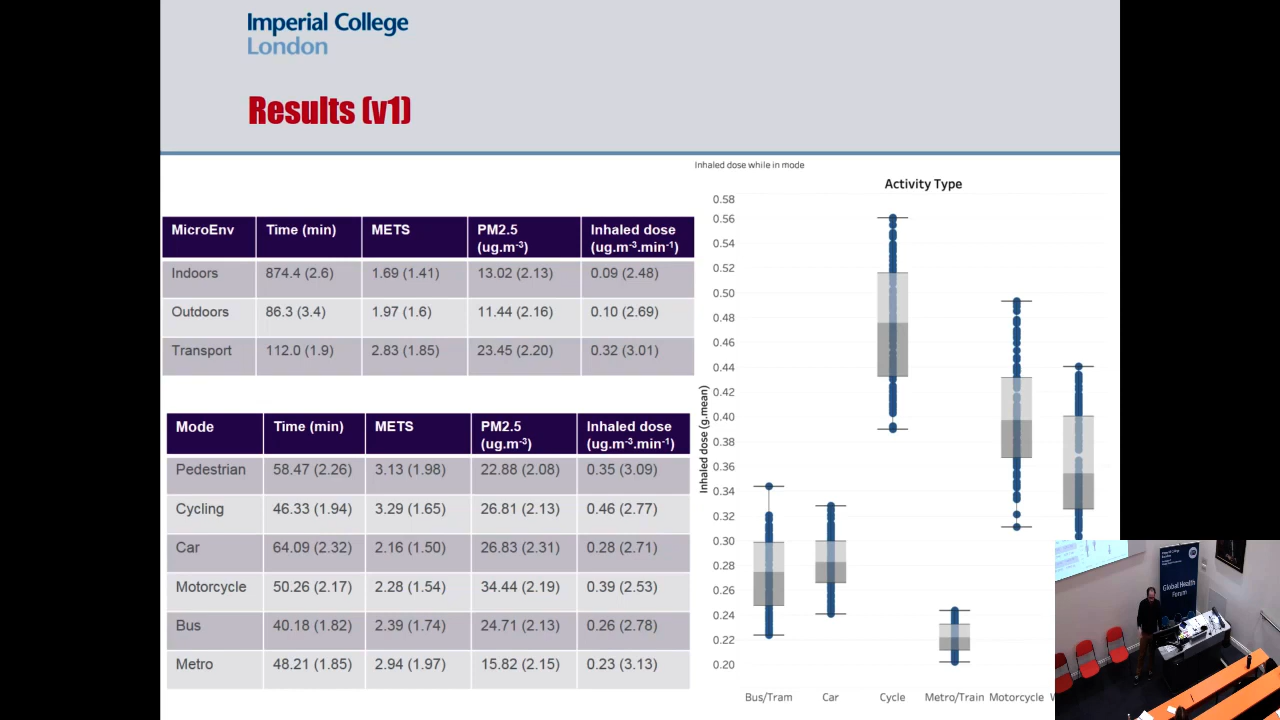 Imperial College
London
Results (v1)
MicroEnv Time (min) METS PM2.5 (ug.m-3) Inhaled dose (ug.m-3.min-1)
Indoors 874.4 (2.6) 1.69 (1.41) 13.02 (2.13) 0.09 (2.48)
Outdoors 86.3 (3.4) 1.97 (1.6) 11.44 (2.16) 0.10 (2.69)
Transport 112.0 (1.9) 2.83 (1.85) 23.45 (2.20) 0.32 (3.01)
Mode Time (min) METS PM2.5 (ug.m-3) Inhaled dose (ug.m-3.min-1)
Pedestrian 58.47 (2.26) 3.13 (1.98) 22.88 (2.08) 0.35 (3.09)
Cycling 46.33 (1.94) 3.29 (1.65) 26.81 (2.13) 0.46 (2.77)
Car 64.09 (2.32) 2.16 (1.50) 26.83 (2.31) 0.28 (2.71)
Motorcycle 50.26 (2.17) 2.28 (1.54) 34.44 (2.19) 0.39 (2.53)
Bus 40.18 (1.82) 2.39 (1.74) 24.71 (2.13) 0.26 (2.78)
Metro 48.21 (1.85) 2.94 (1.97) 15.82 (2.15) 0.23 (3.13)
Inhaled dose while in mode
Activity Type
Inhaled dose (g.mean)
0.58
0.56
0.54
0.52
0.50
0.48
0.46
0.44
0.42
0.40
0.38
0.36
0.34
0.32
0.30
0.28
0.26
0.24
0.22
0.20
Bus/Tram Car Cycle Metro/Train Motorcycle
Global Health
Forum